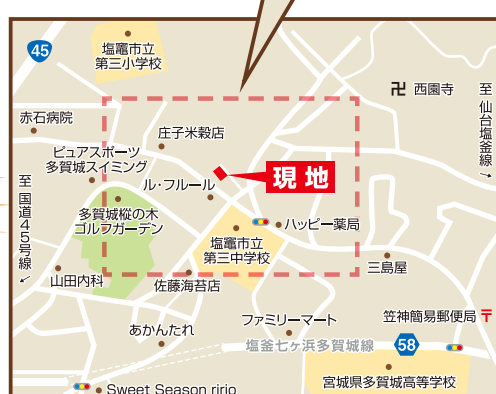 45
塩竈市立
第三小学校
西園寺
至 仙台塩釜線
赤石病院
庄子米穀店
ピュアスポーツ
多賀城スイミング
現地
ル・フルール
至 国道45号線
多賀城樅の木
ゴルフガーデン
ハッピー薬局
塩竈市立
第三中学校
三島屋
山田内科
佐藤海苔店
ファミリーマート
笠神簡易郵便局
あかんたれ
塩釜七ヶ浜多賀城線
58
宮城県多賀城高等学校
Sweet Season ririo